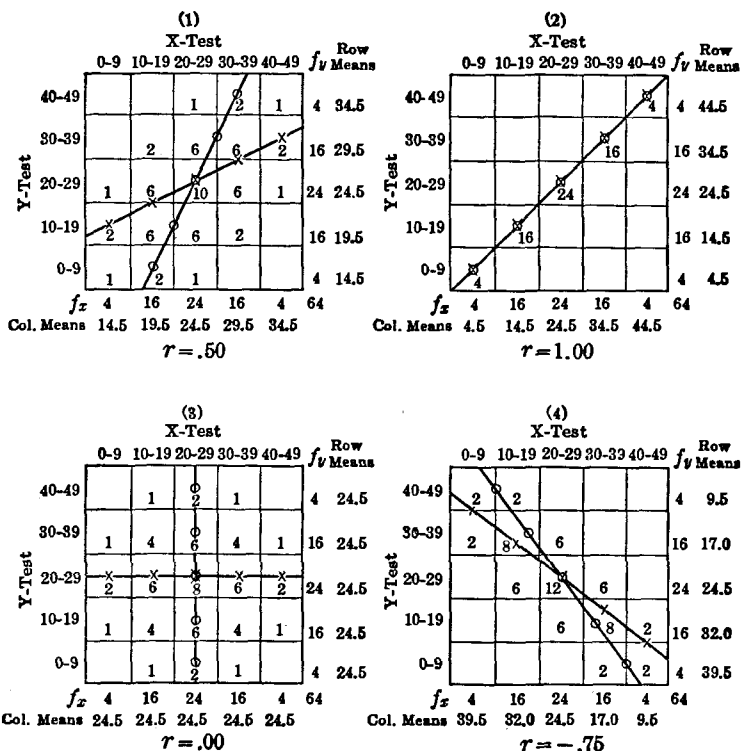 (1)
X-Test
Row
0-9 10-19 20-29 30-39 40-49 fy Means
40-49 1 2 1 4 34.5
30-39 2 6 6 2 16 29.5
20-29 1 6 10 6 1 24 24.5
10-19 2 6 6 2 16 19.5
0-9 1 2 1 4 14.5
Y-Test
fx 4 16 24 16 4 64
Col. Means 14.5 19.5 24.5 29.5 34.5
r=.50
(2)
X-Test
Row
0-9 10-19 20-29 30-39 40-49 fy Means
40-49 4 4 44.5
30-39 16 16 34.5
20-29 24 24 24.5
10-19 16 16 14.5
0-9 4 4 4.5
Y-Test
fx 4 16 24 16 4 64
Col. Means 4.5 14.5 24.5 34.5 44.5
r=1.00
(3)
X-Test
Row
0-9 10-19 20-29 30-39 40-49 fy Means
40-49 1 2 1 4 24.5
30-39 1 4 6 4 1 16 24.5
20-29 2 6 8 6 2 24 24.5
10-19 1 4 6 4 1 16 24.5
0-9 1 2 1 4 24.5
Y-Test
fx 4 16 24 16 4 64
Col. Means 24.5 24.5 24.5 24.5 24.5
r=.00
(4)
X-Test
Row
0-9 10-19 20-29 30-39 40-49 fy Means
40-49 2 2 4 9.5
30-39 2 8 6 16 17.0
20-29 6 12 6 24 24.5
10-19 6 8 2 16 32.0
0-9 2 2 4 39.5
Y-Test
fx 4 16 24 16 4 64
Col. Means 39.5 32.0 24.5 17.0 9.5
r=-.75